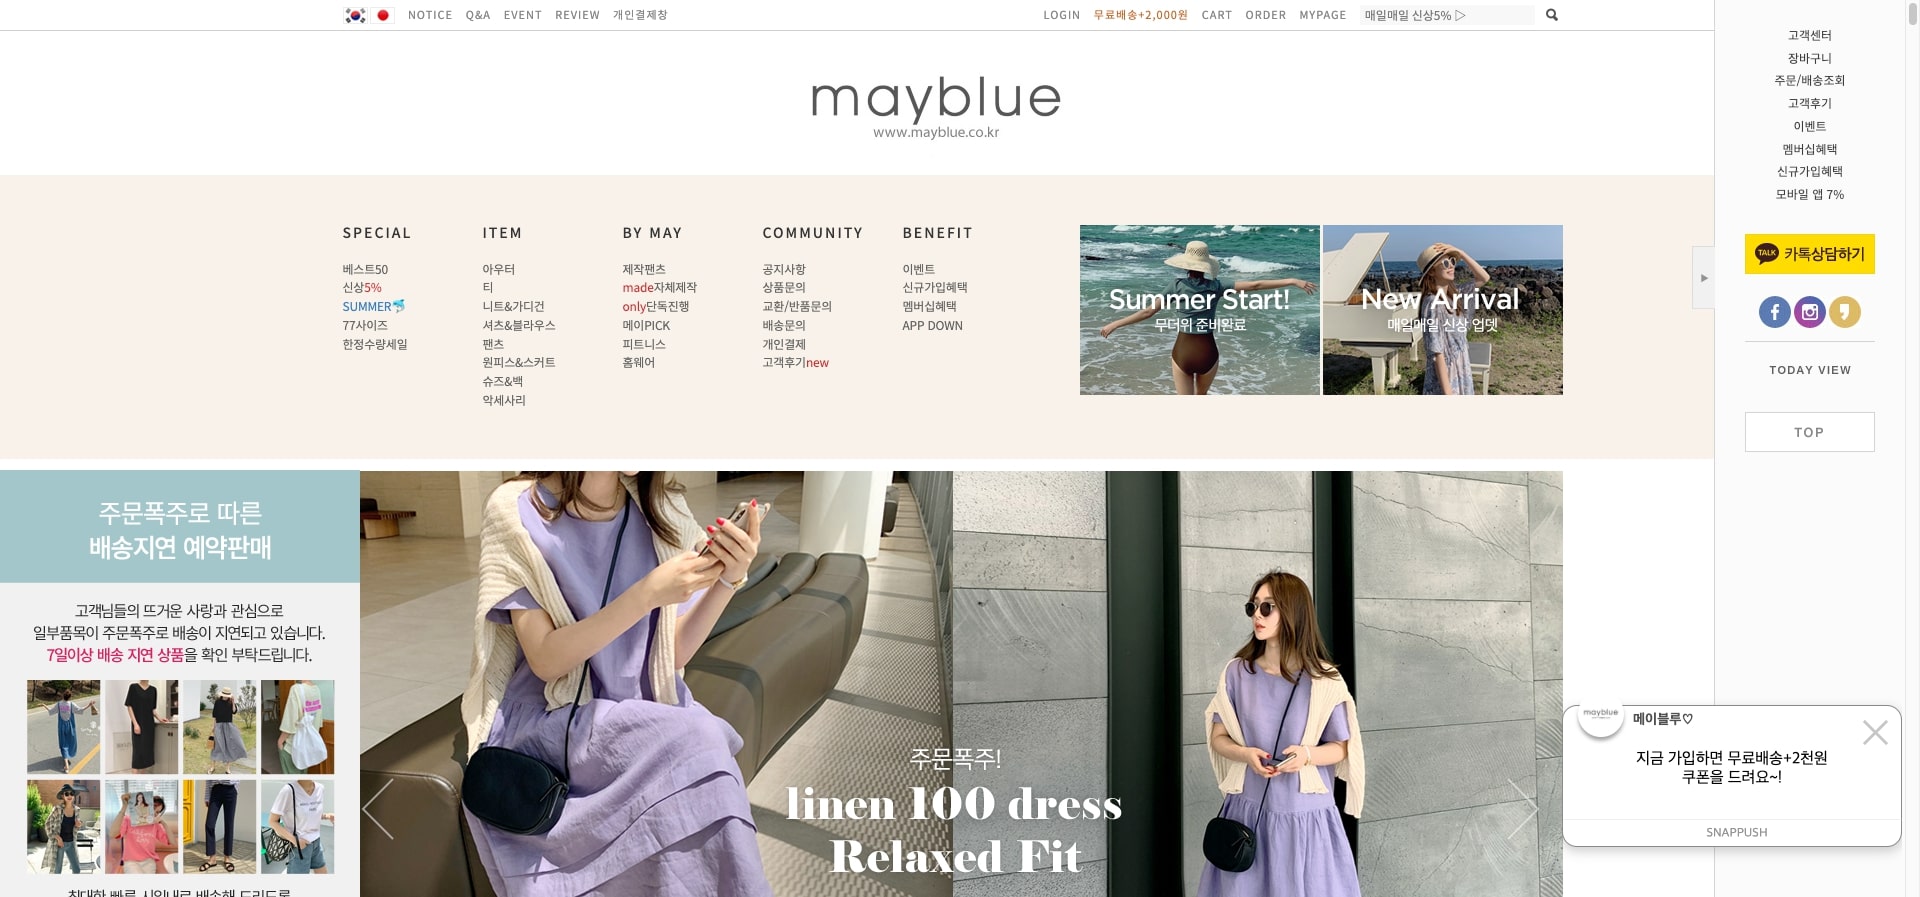 NOTICE Q&A EVENT REVIEW 개인결제창
LOGIN 무료배송+2,000원 CART ORDER MYPAGE 매일매일 신상5% ▷
mayblue
www.mayblue.co.kr
SPECIAL
베스트50
신상5%
SUMMER
77사이즈
한정수량세일
ITEM
아우터
티
니트&가디건
셔츠&블라우스
팬츠
원피스&스커트
슈즈&백
악세사리
BY MAY
제작팬츠
made자체제작
only단독진행
메이PICK
피트니스
홈웨어
COMMUNITY
공지사항
상품문의
교환/반품문의
배송문의
개인결제
고객후기new
BENEFIT
이벤트
신규가입혜택
멤버십혜택
APP DOWN
Summer Start!
무더위 준비완료
New Arrival
매일매일 신상 업뎃
고객센터
장바구니
주문/배송조회
고객후기
이벤트
멤버십혜택
신규가입혜택
모바일 앱 7%
TALK 카톡상담하기
TODAY VIEW
TOP
주문폭주로 따른
배송지연 예약판매
고객님들의 뜨거운 사랑과 관심으로
일부품목이 주문폭주로 배송이 지연되고 있습니다.
7일이상 배송 지연 상품을 확인 부탁드립니다.
최대한 빠른 시일내로 배송해 드리도록
주문폭주!
linen 100 dress
Relaxed Fit
mayblue
메이블루♡
지금 가입하면 무료배송+2천원
쿠폰을 드려요~!
SNAPPUSH